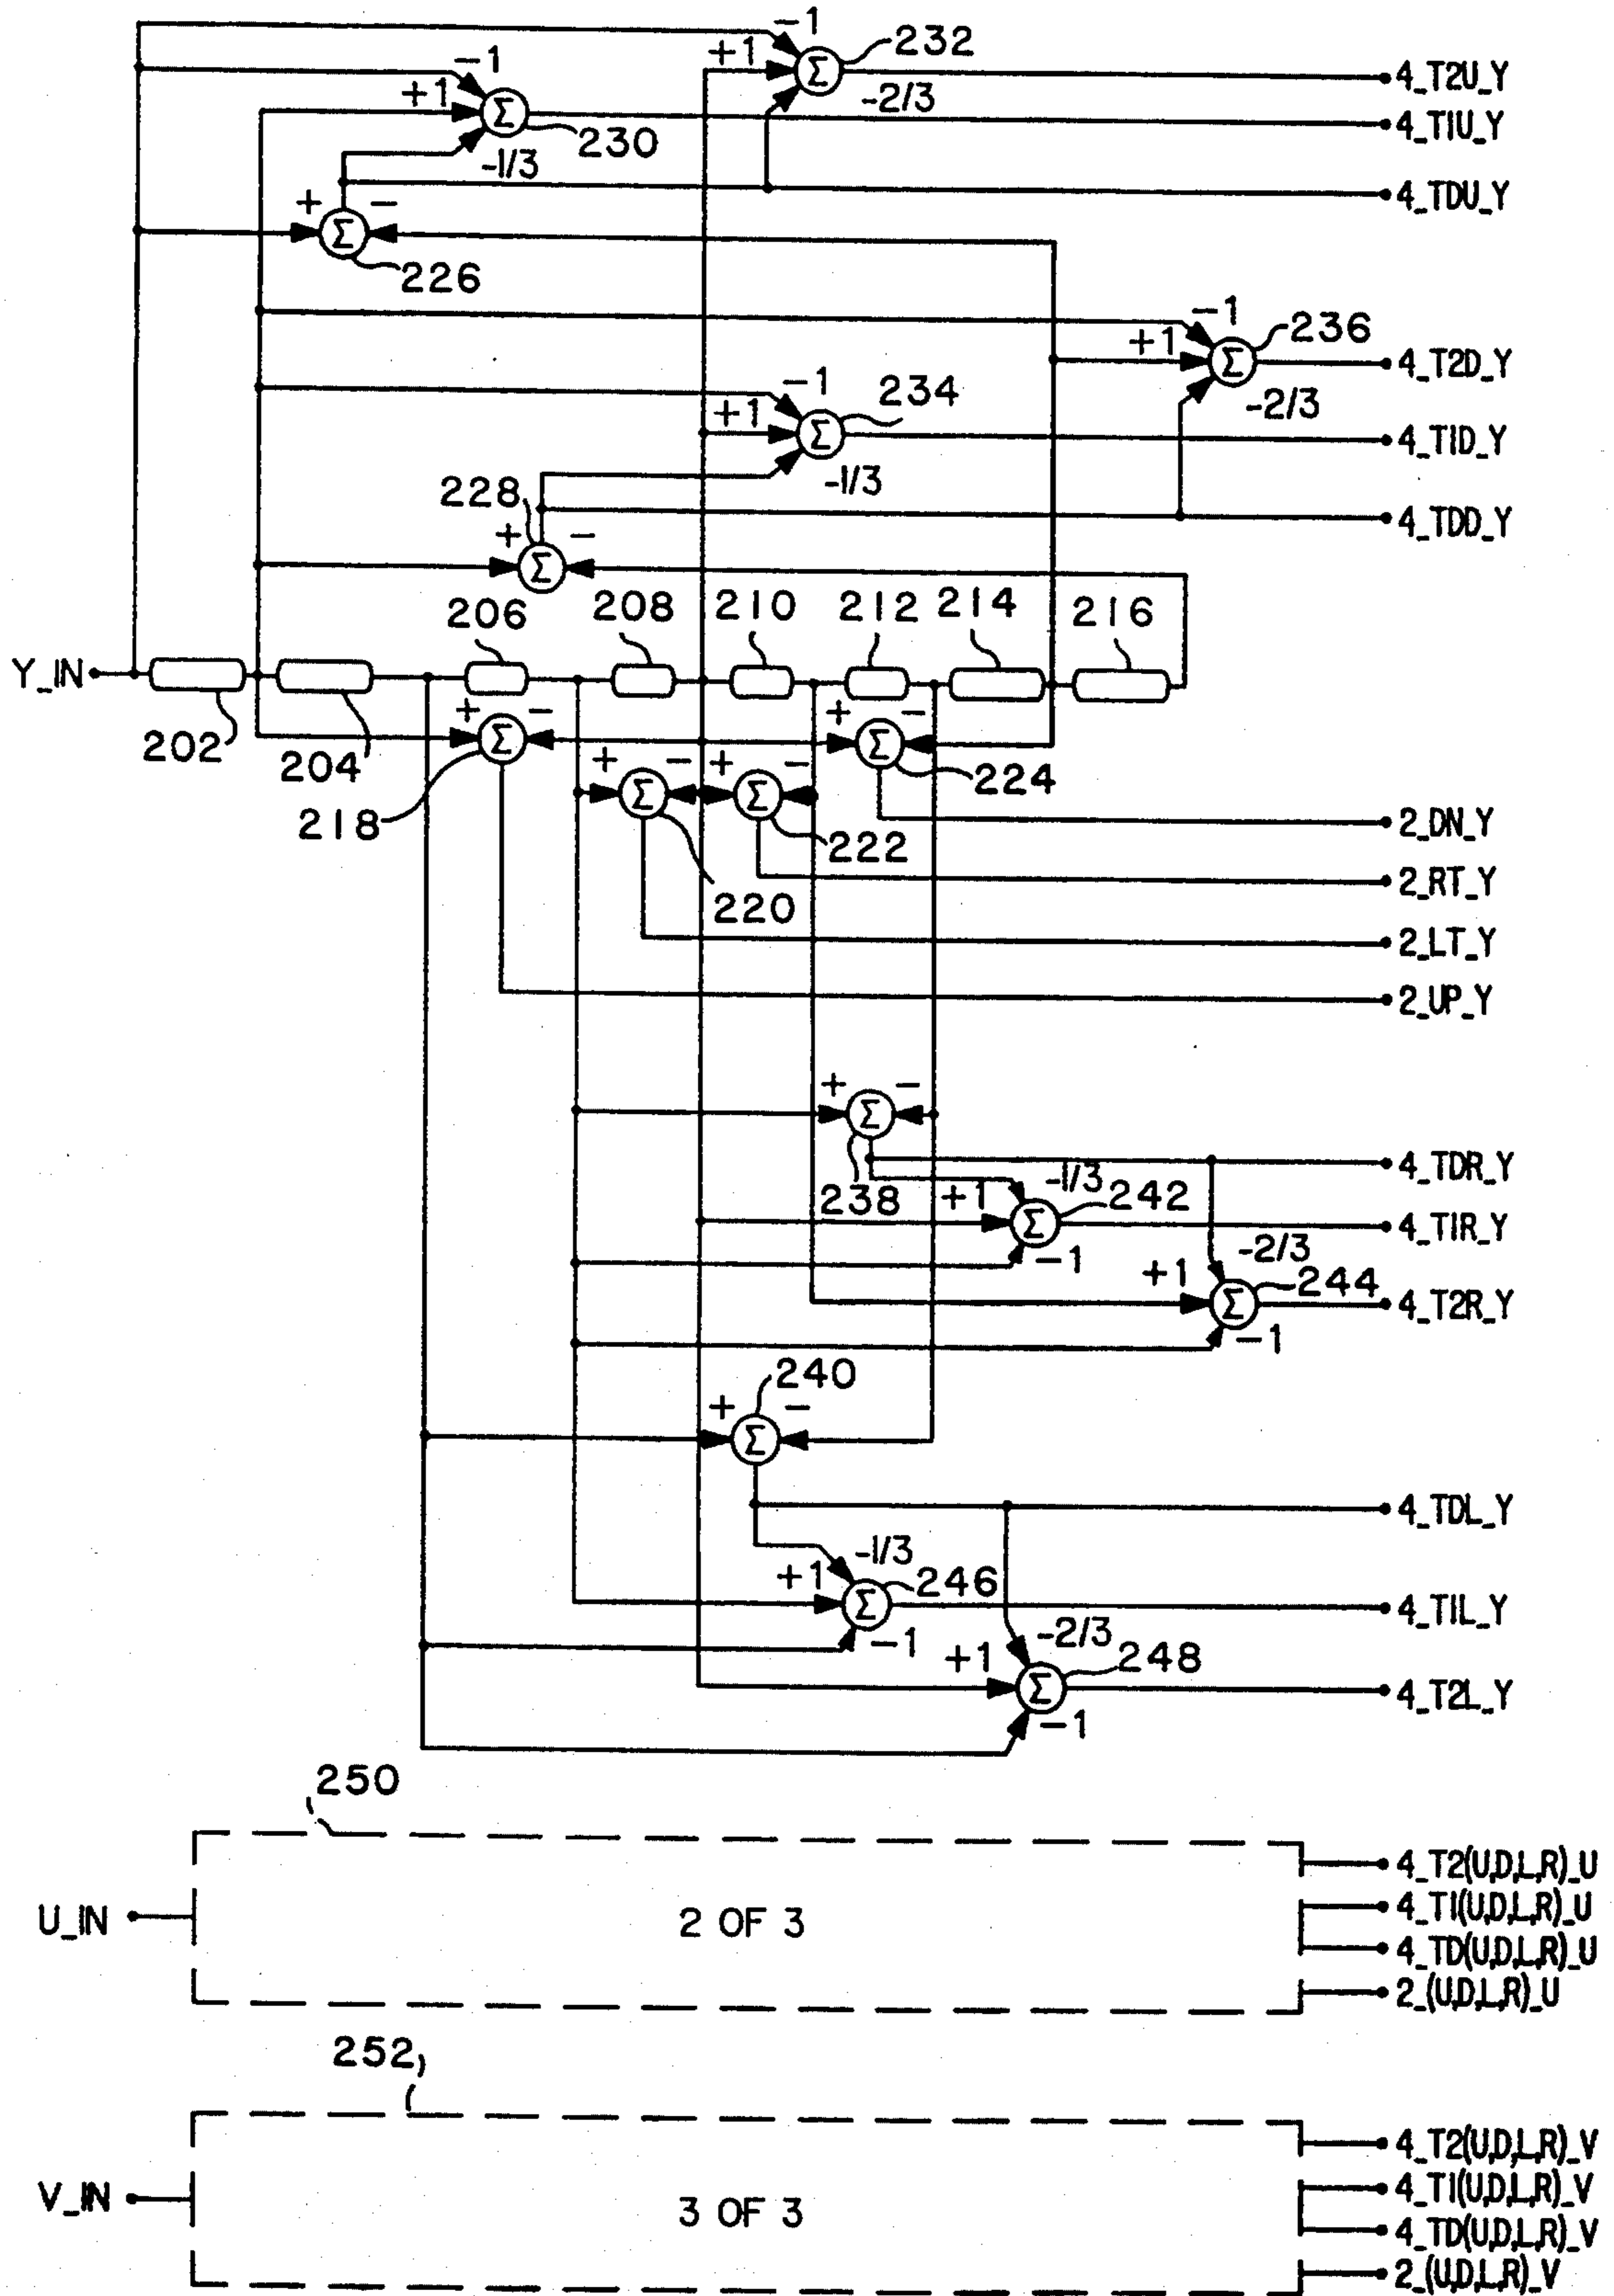 -1
+1
Σ
232
-2/3
4_T2U_Y
-1
+1
Σ
230
-1/3
4_T1U_Y
4_TDU_Y
+
-
Σ
226
-1
+1
Σ
236
-2/3
4_T2D_Y
-1
+1
Σ
234
-1/3
4_T1D_Y
228
+
-
Σ
4_TDD_Y
206
208
210
212
214
216
Y_IN
202
204
+
-
Σ
218
+
-
Σ
224
+
-
Σ
220
+
-
Σ
222
2_DN_Y
2_RT_Y
2_LT_Y
2_UP_Y
+
-
Σ
238
4_TDR_Y
+1
-1/3
Σ
242
-1
4_T1R_Y
+1
-2/3
Σ
244
-1
4_T2R_Y
240
+
-
Σ
4_TDL_Y
+1
-1/3
Σ
246
-1
4_T1L_Y
+1
-2/3
Σ
248
-1
4_T2L_Y
250
U_IN
2 OF 3
4_T2(U,D,L,R)_U
4_T1(U,D,L,R)_U
4_TD(U,D,L,R)_U
2_(U,D,L,R)_U
252
V_IN
3 OF 3
4_T2(U,D,L,R)_V
4_T1(U,D,L,R)_V
4_TD(U,D,L,R)_V
2_(U,D,L,R)_V